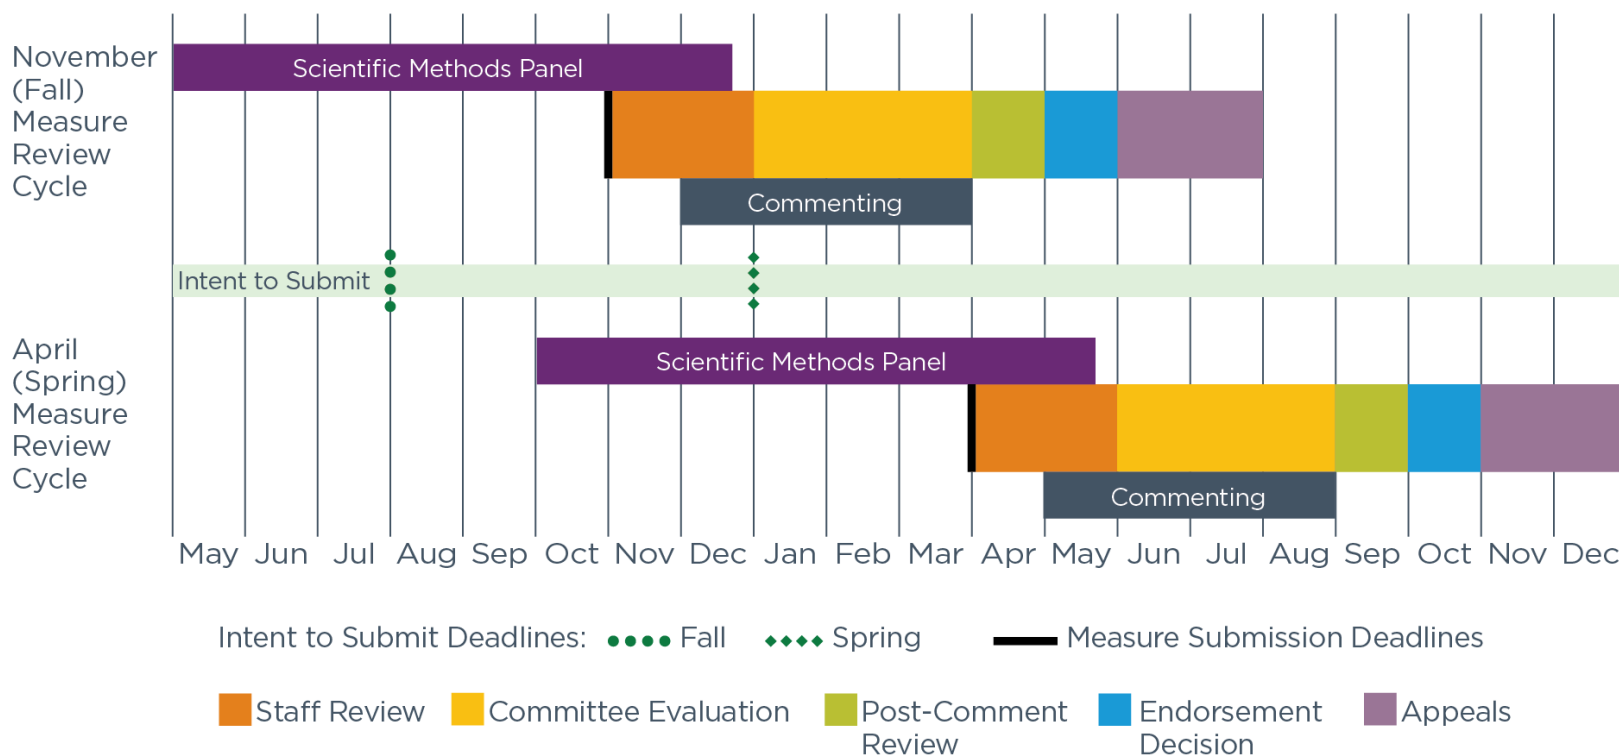 November
(Fall)
Measure
Review
Cycle
Scientific Methods Panel
Commenting
Intent to Submit
April
(Spring)
Measure
Review
Cycle
Scientific Methods Panel
Commenting
May Jun Jul Aug Sep Oct Nov Dec Jan Feb Mar Apr May Jun Jul Aug Sep Oct Nov Dec
Intent to Submit Deadlines: Fall Spring Measure Submission Deadlines
Staff Review Committee Evaluation Post-Comment Endorsement Appeals
Review Decision